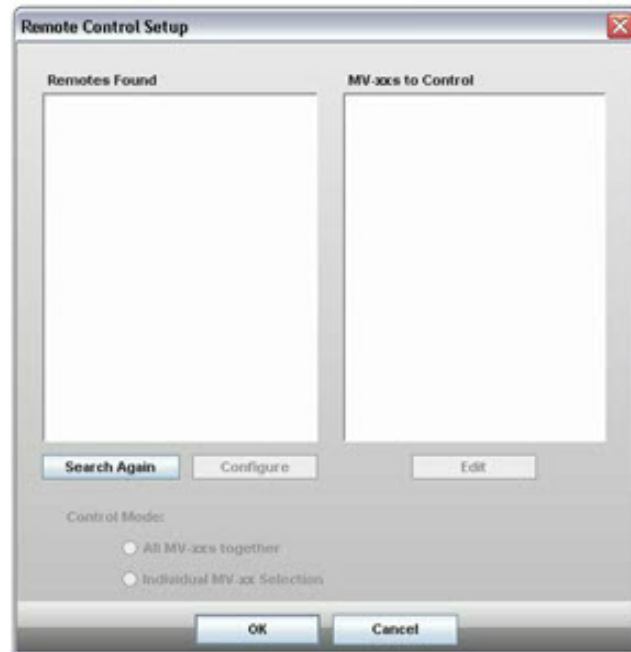 Remote Control Setup
Remotes Found
MV-xxs to Control
Search Again
Configure
Edit
Control Mode:
All MV-xxs together
Individual MV-xx Selection
OK
Cancel